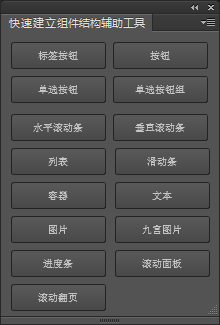 快速建立组件结构辅助工具
标签按钮 按钮
单选按钮 单选按钮组
水平滚动条 垂直滚动条
列表 滑动条
容器 文本
图片 九宫图片
进度条 滚动面板
滚动翻页